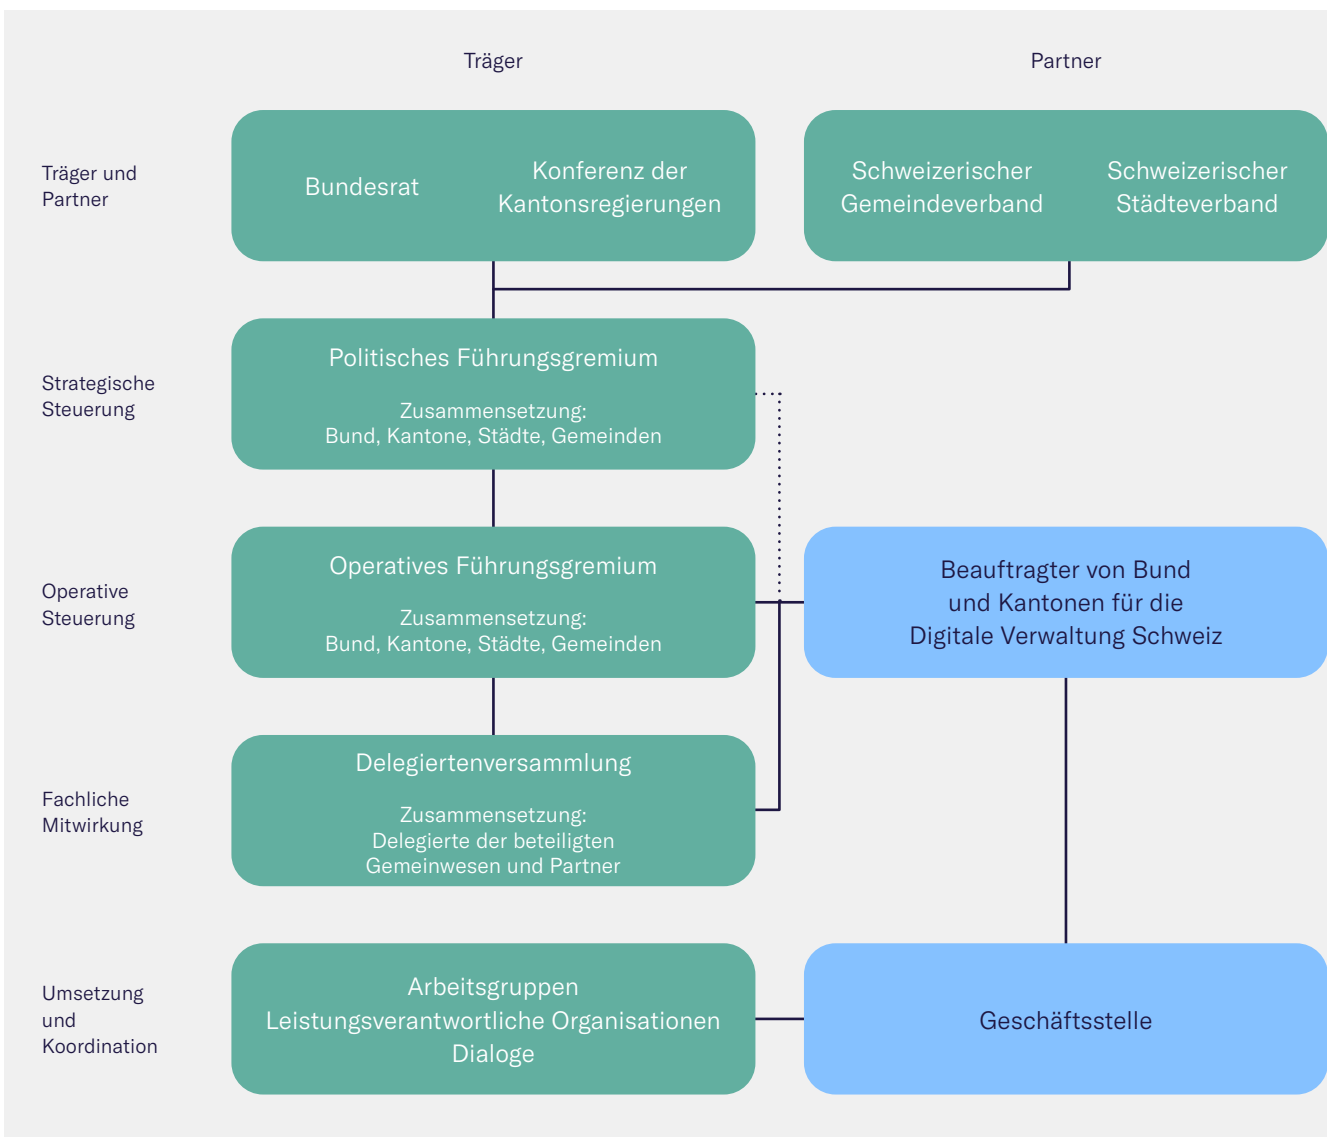 Träger
Partner
Träger und
Partner
Bundesrat
Konferenz der
Kantonsregierungen
Schweizerischer
Gemeindeverband
Schweizerischer
Städteverband
Strategische
Steuerung
Politisches Führungsgremium
Zusammensetzung:
Bund, Kantone, Städte, Gemeinden
Operative
Steuerung
Operatives Führungsgremium
Zusammensetzung:
Bund, Kantone, Städte, Gemeinden
Beauftragter von Bund
und Kantonen für die
Digitale Verwaltung Schweiz
Fachliche
Mitwirkung
Delegiertenversammlung
Zusammensetzung:
Delegierte der beteiligten
Gemeinwesen und Partner
Umsetzung
und
Koordination
Arbeitsgruppen
Leistungsverantwortliche Organisationen
Dialoge
Geschäftsstelle